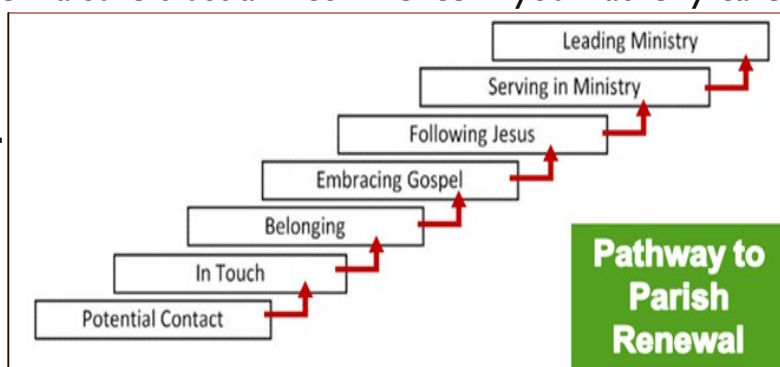 Leading Ministry
Serving in Ministry
Following Jesus
Embracing Gospel
Belonging
In Touch
Potential Contact
Pathway to
Parish
Renewal